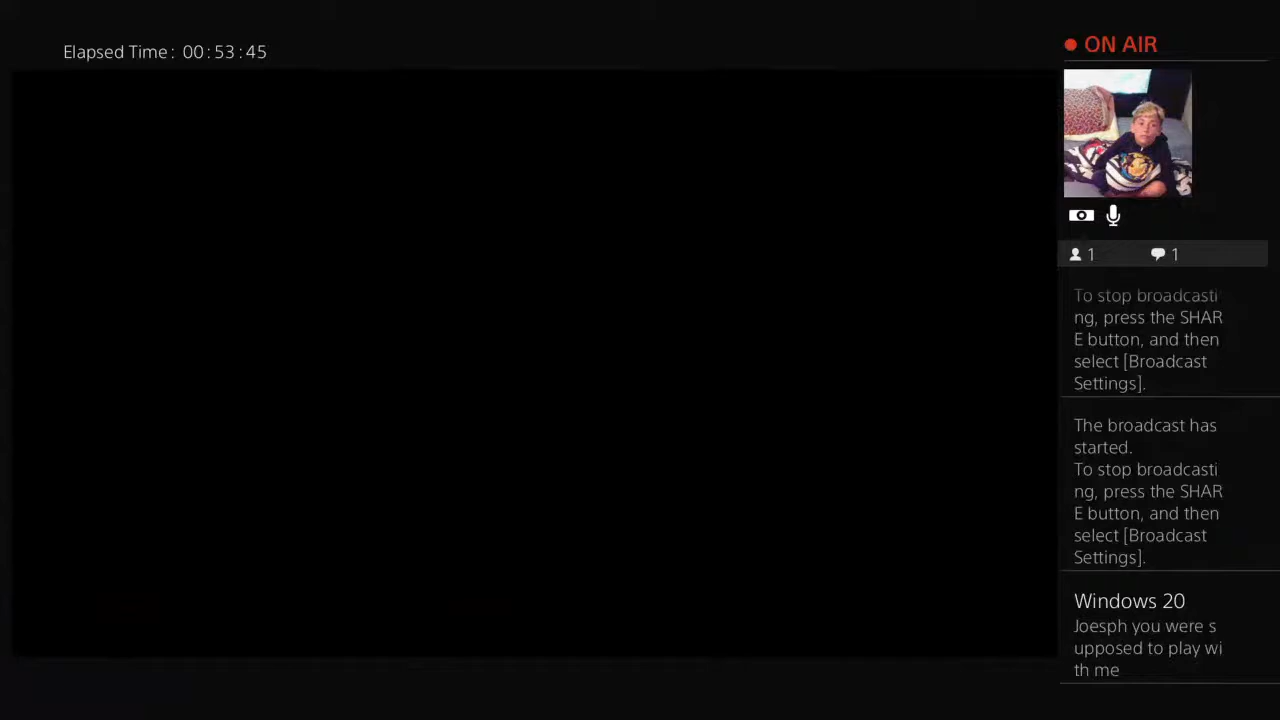 Elapsed Time: 00:53:45
ON AIR
1 1
To stop broadcasti
ng, press the SHAR
E button, and then
select [Broadcast
Settings].
The broadcast has
started.
To stop broadcasti
ng, press the SHAR
E button, and then
select [Broadcast
Settings].
Windows 20
Joesph you were s
upposed to play wi
th me